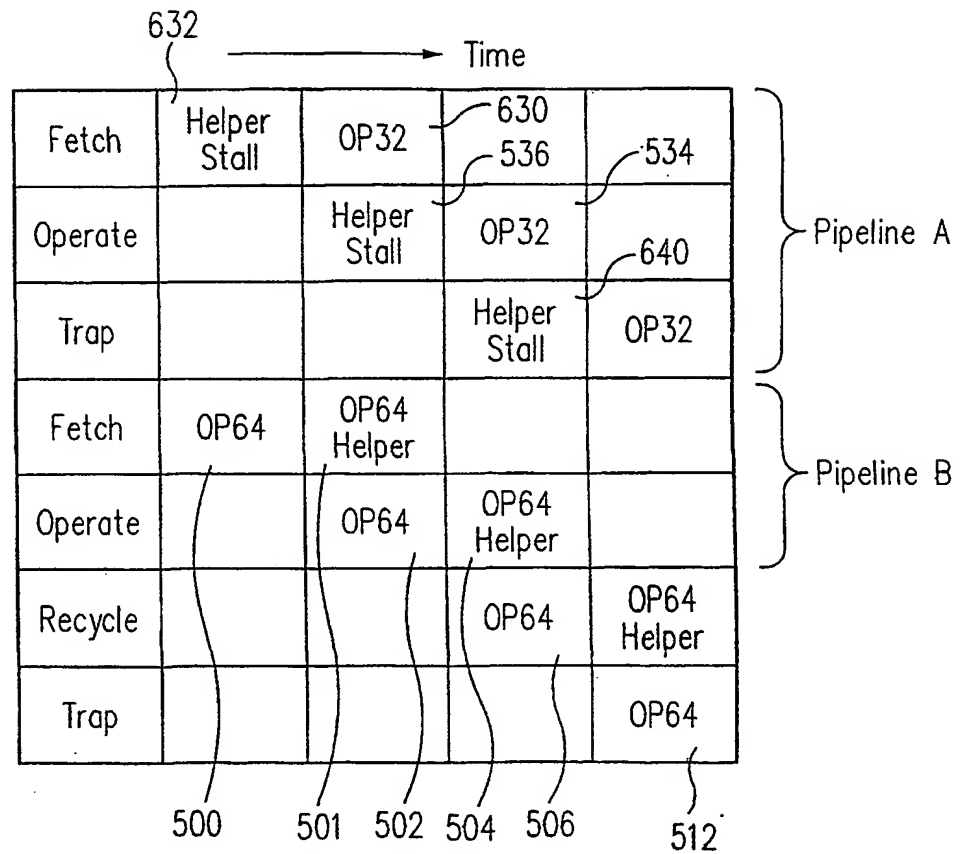 632
Time
Fetch
Helper
Stall
OP32
630
536
534
Operate
Helper
Stall
OP32
640
Pipeline A
Trap
Helper
Stall
OP32
Fetch
OP64
OP64
Helper
Pipeline B
Operate
OP64
OP64
Helper
Recycle
OP64
OP64
Helper
Trap
OP64
500
501
502
504
506
512